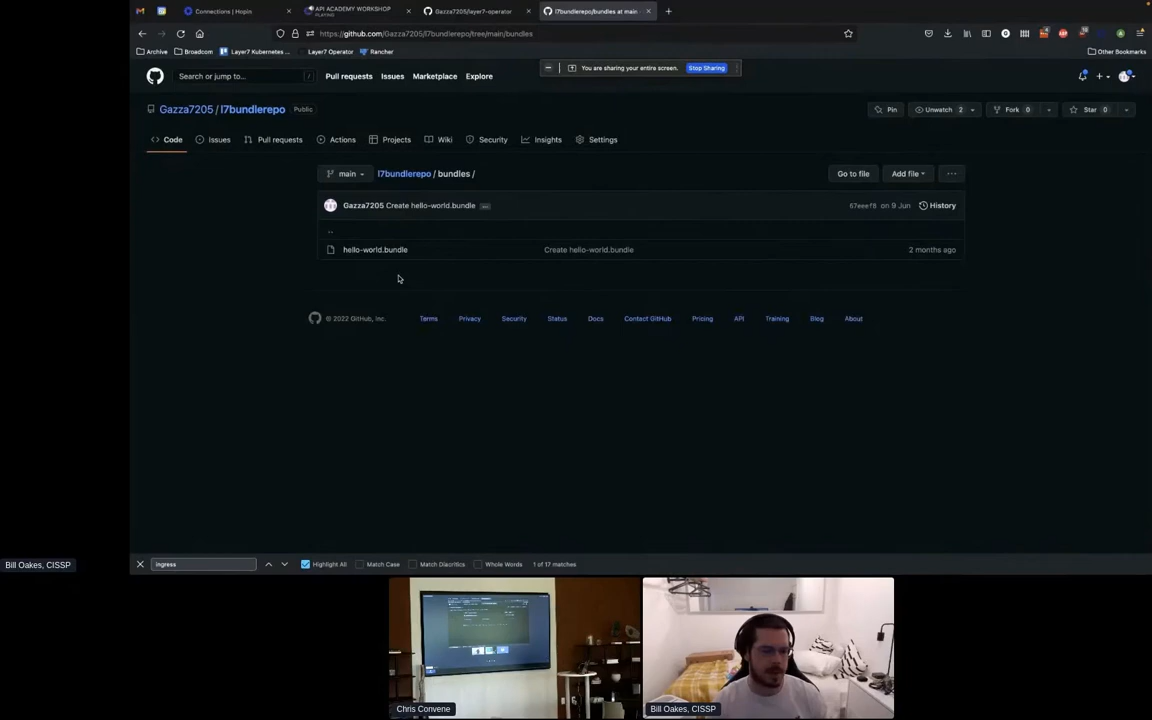 Connections | Hopin
API ACADEMY WORKSHOP
PLAYING
Gazza7205/layer7-operator
l7bundlerepo/bundles at main
https://github.com/Gazza7205/l7bundlerepo/tree/main/bundles
Archive
Broadcom
Layer7 Kubernetes ...
Layer7 Operator
Rancher
Other Bookmarks
Search or jump to...
/
Pull requests
Issues
Marketplace
Explore
You are sharing your entire screen.
Stop Sharing
Gazza7205 / l7bundlerepo
Public
Pin
Unwatch 2
Fork 0
Star 0
Code
Issues
Pull requests
Actions
Projects
Wiki
Security
Insights
Settings
main
l7bundlerepo / bundles /
Go to file
Add file
...
Gazza7205 Create hello-world.bundle ...
67eeef8 on 9 Jun
History
..
hello-world.bundle
Create hello-world.bundle
2 months ago
© 2022 GitHub, Inc.
Terms
Privacy
Security
Status
Docs
Contact GitHub
Pricing
API
Training
Blog
About
ingress
Highlight All
Match Case
Match Diacritics
Whole Words
1 of 17 matches
Bill Oakes, CISSP
Chris Convene
Bill Oakes, CISSP